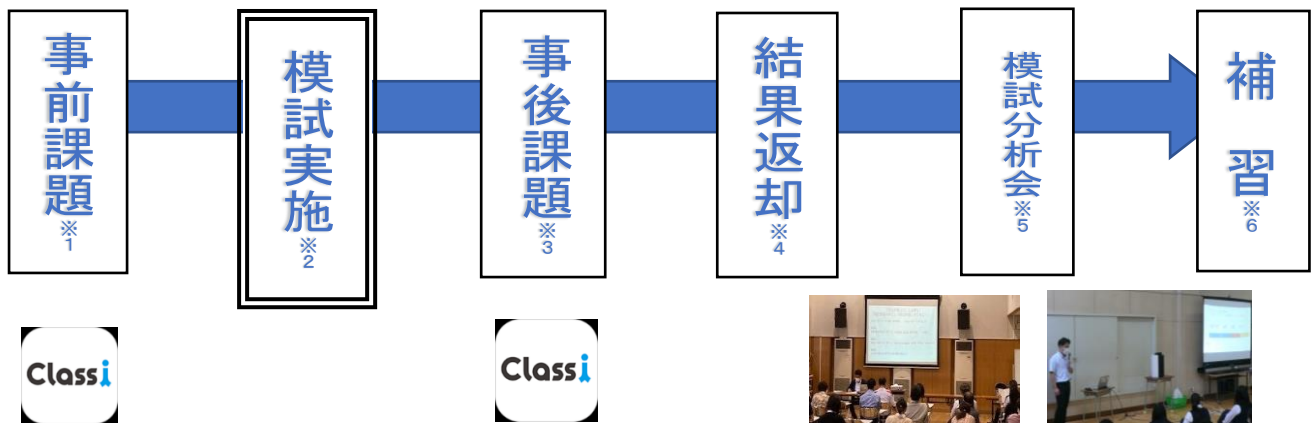 事前課題※1
模試実施※2
事後課題※3
結果返却※4
模試分析会※5
補習※6
Classi
Classi